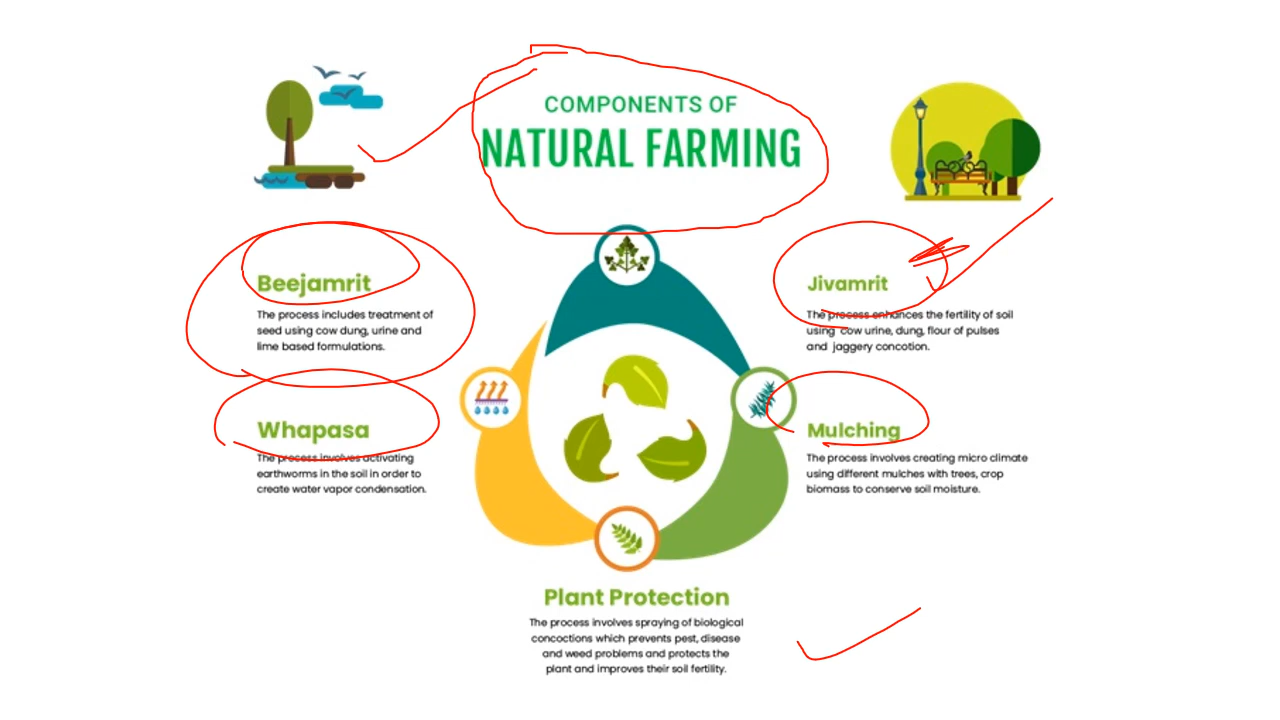 COMPONENTS OF
NATURAL FARMING
Beejamrit
The process includes treatment of
seed using cow dung, urine and
lime based formulations.
Jivamrit
The process enhances the fertility of soil
using cow urine, dung, flour of pulses
and jaggery concotion.
Whapasa
The process involves activating
earthworms in the soil in order to
create water vapor condensation.
Mulching
The process involves creating micro climate
using different mulches with trees, crop
biomass to conserve soil moisture.
Plant Protection
The process involves spraying of biological
concoctions which prevents pest, disease
and weed problems and protects the
plant and improves their soil fertility.